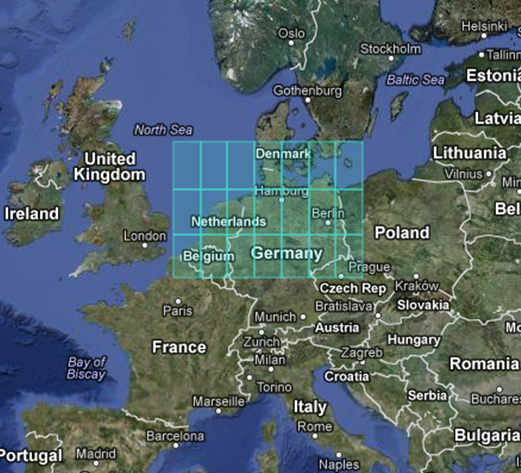 Oslo
Helsinki
Stockholm
Tallinn
Baltic Sea
Estonia
Gothenburg
Latvia
North Sea
Denmark
Lithuania
United
Kingdom
Vilnius
Hamburg
Ireland
Netherlands
Berlin
London
Poland
Belgium
Germany
Prague
Czech Rep
Kraków
Paris
Bratislava
Slovakia
Munich
Austria
Zurich
Hungary
France
Milan
Zagreb
Bay of
Biscay
Torino
Croatia
Romania
Serbia
Marseille
Italy
Rome
Barcelona
Bulgaria
Portugal
Madrid
Naples